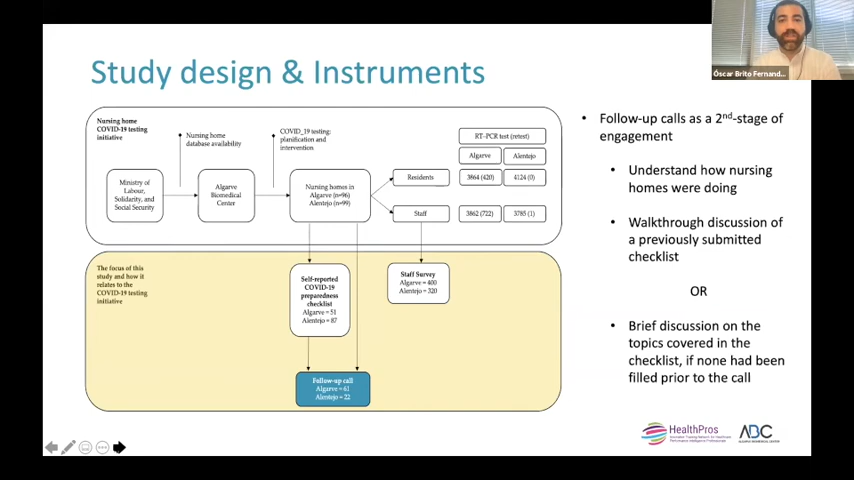 Óscar Brito Fernand...
Study design & Instruments
Nursing home
COVID-19 testing
initiative
Nursing home
database availability
COVID_19 testing:
planification and
intervention
RT-PCR test (retest)
Algarve
Alentejo
Ministry of
Labour,
Solidarity, and
Social Security
Algarve
Biomedical
Center
Nursing homes in
Algarve (n=96)
Alentejo (n=99)
Residents
3864 (420)
4124 (0)
Staff
3862 (722)
3785 (1)
The focus of this
study and how it
relates to the
COVID-19 testing
initiative
Self-reported
COVID-19
preparedness
checklist
Algarve = 51
Alentejo = 87
Staff Survey
Algarve = 400
Alentejo = 320
Follow-up call
Algarve = 61
Alentejo = 22
• Follow-up calls as a 2nd-stage of
engagement
• Understand how nursing
homes were doing
• Walkthrough discussion of
a previously submitted
checklist
OR
• Brief discussion on the
topics covered in the
checklist, if none had been
filled prior to the call
HealthPros
ABC
ALGARVE BIOMEDICAL CENTER